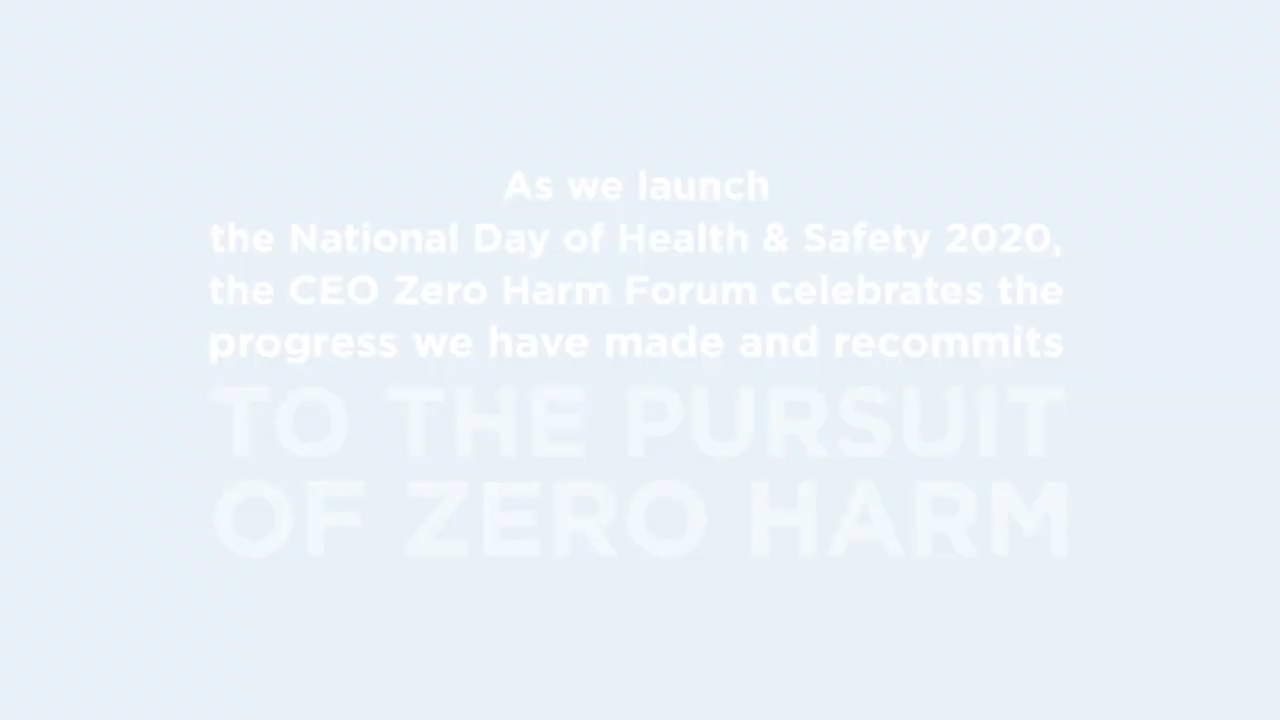 As we launch
the National Day of Health & Safety 2020,
the CEO Zero Harm Forum celebrates the
progress we have made and recommits
TO THE PURSUIT
OF ZERO HARM